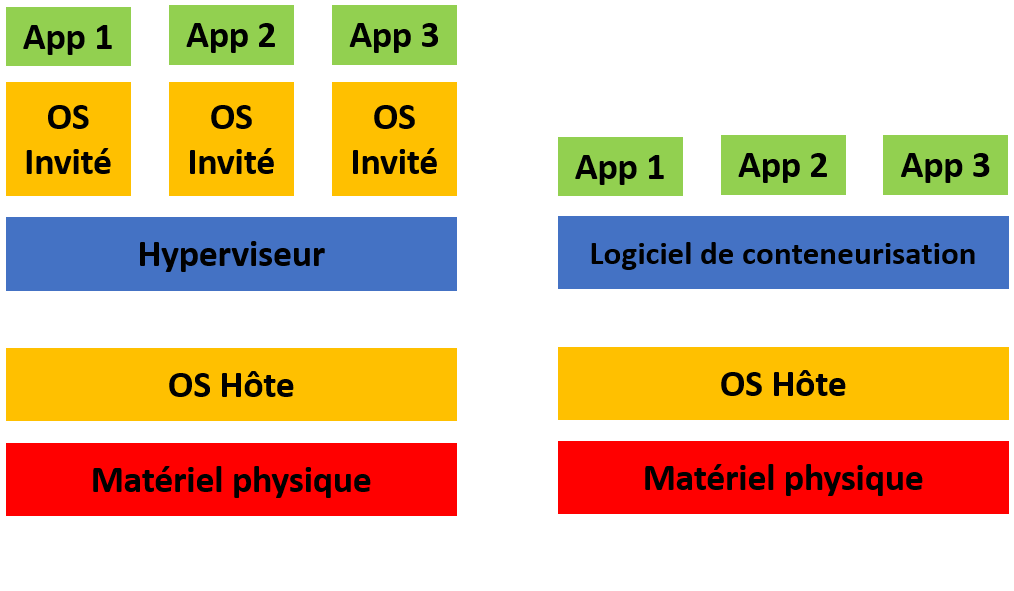 App 1
App 2
App 3
OS
Invité
OS
Invité
OS
Invité
Hyperviseur
OS Hôte
Matériel physique
App 1
App 2
App 3
Logiciel de conteneurisation
OS Hôte
Matériel physique